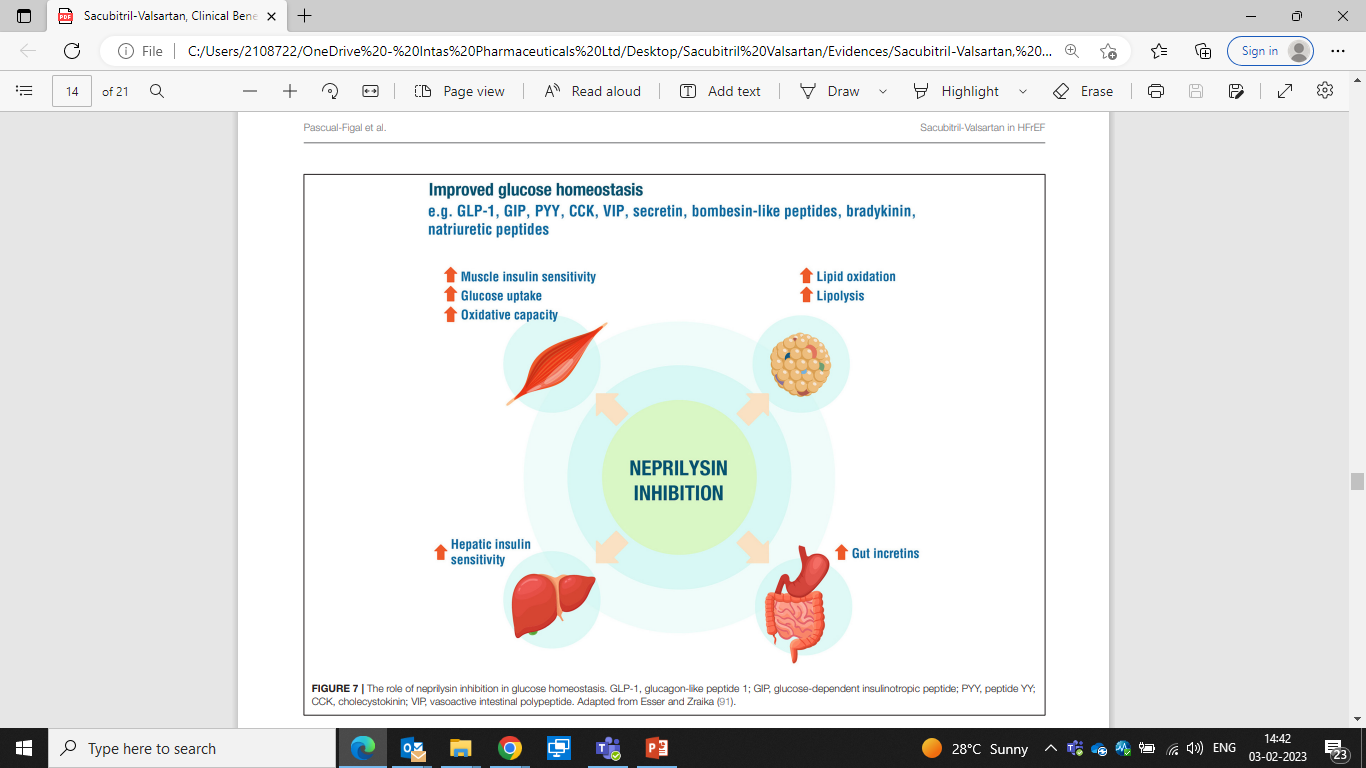 Sacubitril-Valsartan, Clinical Bene
File
C:/Users/2108722/OneDrive%20-%20Intas%20Pharmaceuticals%20Ltd/Desktop/Sacubitril%20Valsartan/Evidences/Sacubitril-Valsartan,%20...
Sign in
14 of 21
Page view
Read aloud
Add text
Draw
Highlight
Erase
Pascual-Figal et al.
Sacubitril-Valsartan in HFrEF
Improved glucose homeostasis
e.g. GLP-1, GIP, PYY, CCK, VIP, secretin, bombesin-like peptides, bradykinin,
natriuretic peptides
Muscle insulin sensitivity
Glucose uptake
Oxidative capacity
Lipid oxidation
Lipolysis
NEPRILYSIN
INHIBITION
Hepatic insulin
sensitivity
Gut incretins
FIGURE 7 | The role of neprilysin inhibition in glucose homeostasis. GLP-1, glucagon-like peptide 1; GIP, glucose-dependent insulinotropic peptide; PYY, peptide YY;
CCK, cholecystokinin; VIP, vasoactive intestinal polypeptide. Adapted from Esser and Zraika (91).
Type here to search
28°C Sunny
ENG
14:42
03-02-2023
23